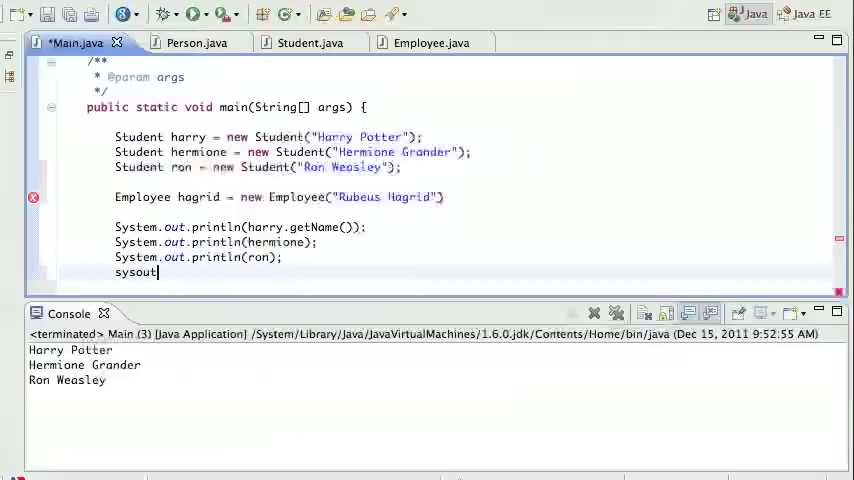 Java
Java EE
*Main.java
Person.java
Student.java
Employee.java
/**
* @param args
*/
public static void main(String[] args) {
Student harry = new Student("Harry Potter");
Student hermione = new Student("Hermione Grander");
Student ron = new Student("Ron Weasley");
Employee hagrid = new Employee("Rubeus Hagrid")
System.out.println(harry.getName());
System.out.println(hermione);
System.out.println(ron);
sysout
Console
<terminated> Main (3) [Java Application] /System/Library/Java/JavaVirtualMachines/1.6.0.jdk/Contents/Home/bin/java (Dec 15, 2011 9:52:55 AM)
Harry Potter
Hermione Grander
Ron Weasley